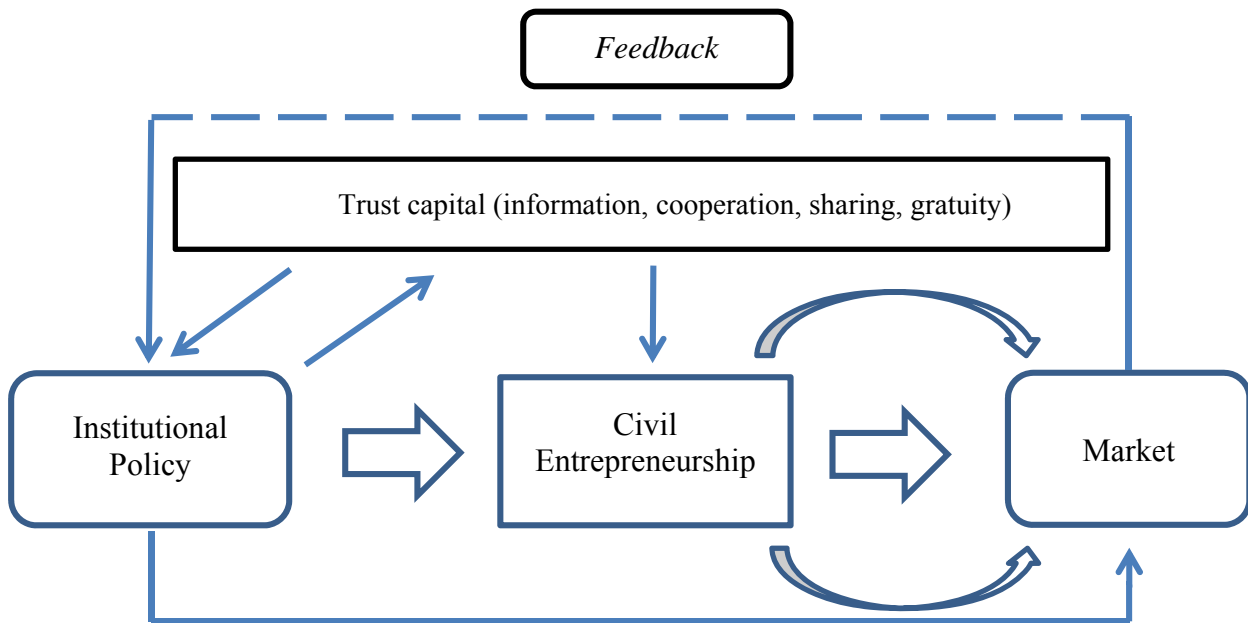 Feedback
Trust capital (information, cooperation, sharing, gratuity)
Institutional
Policy
Civil
Entrepreneurship
Market